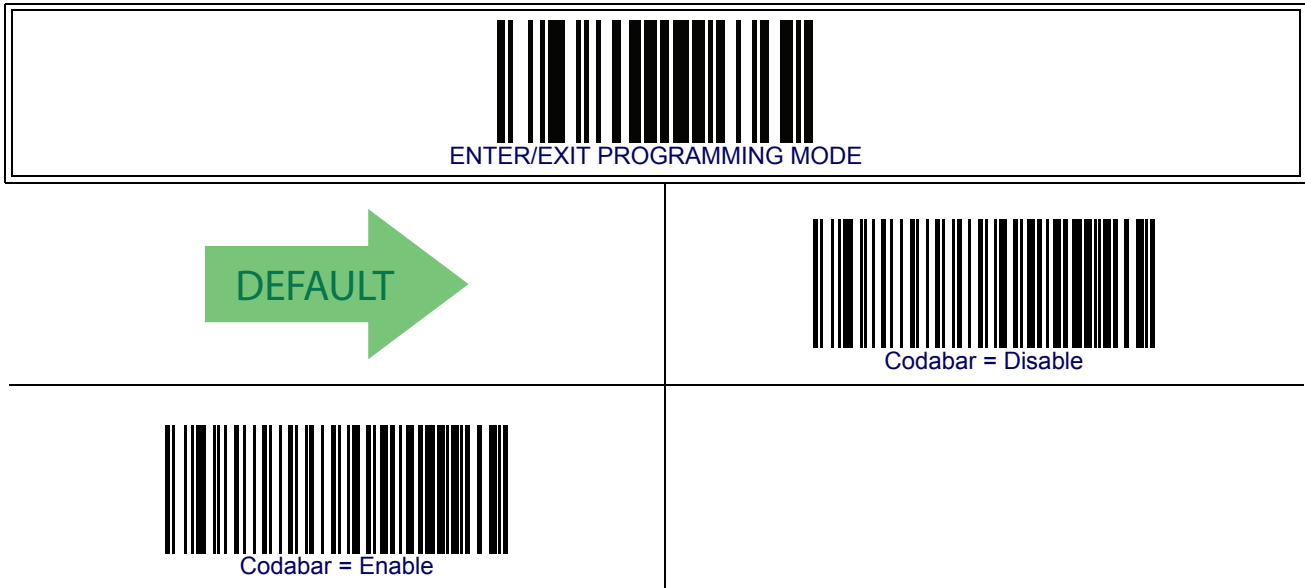 ENTER/EXIT PROGRAMMING MODE
DEFAULT
Codabar = Disable
Codabar = Enable